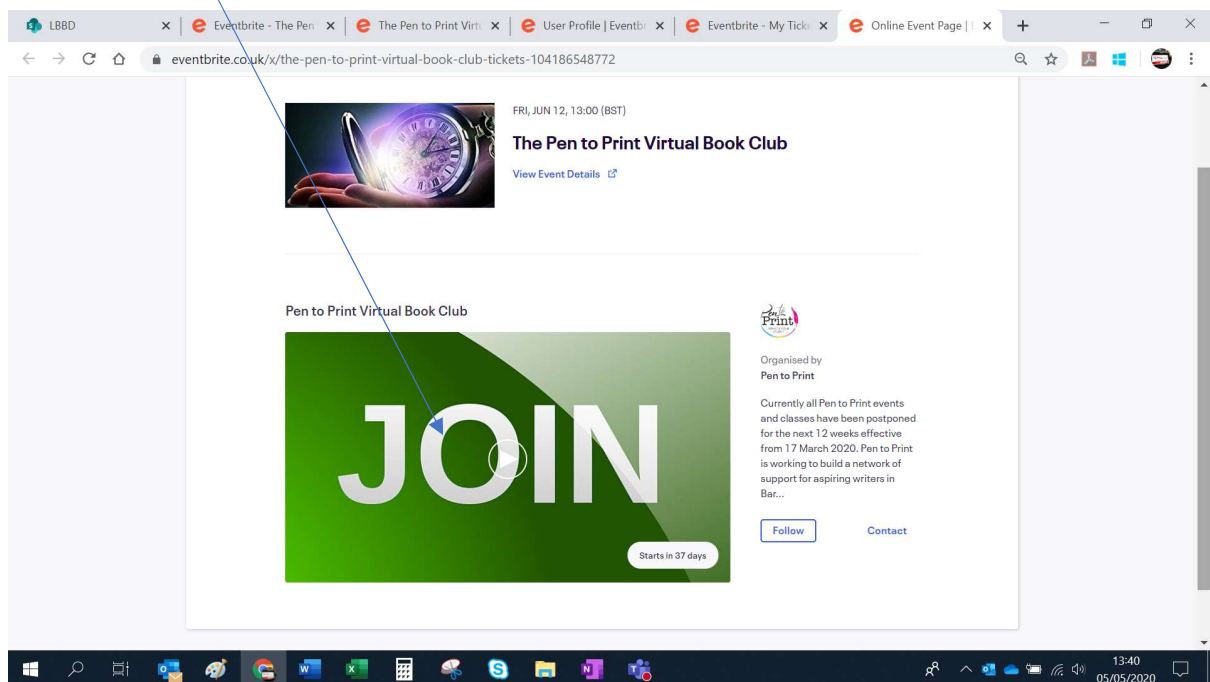 LBBD
Eventbrite - The Pen
The Pen to Print Virtu
User Profile | Eventbr
Eventbrite - My Ticke
Online Event Page |
eventbrite.co.uk/x/the-pen-to-print-virtual-book-club-tickets-104186548772
FRI, JUN 12, 13:00 (BST)
The Pen to Print Virtual Book Club
View Event Details
Pen to Print Virtual Book Club
JOIN
Starts in 37 days
Pen to
Print
Organised by
Pen to Print
Currently all Pen to Print events
and classes have been postponed
for the next 12 weeks effective
from 17 March 2020. Pen to Print
is working to build a network of
support for aspiring writers in
Bar...
Follow
Contact
13:40
05/05/2020